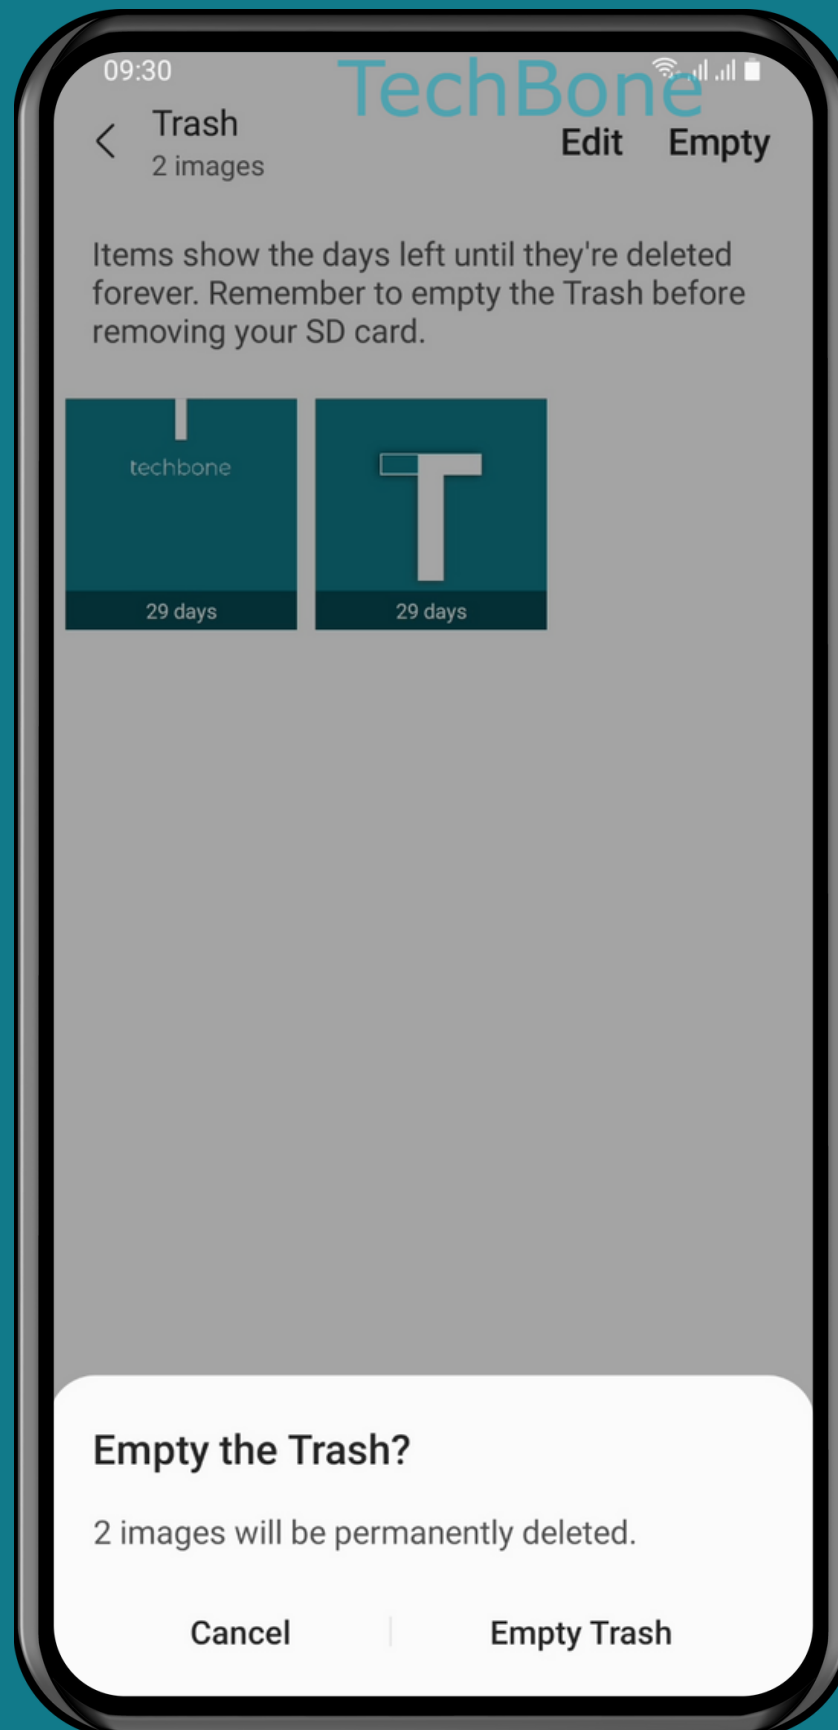 09:30
TechBone
Trash
2 images
Edit Empty
Items show the days left until they're deleted
forever. Remember to empty the Trash before
removing your SD card.
techbone
T
29 days
29 days
Empty the Trash?
2 images will be permanently deleted.
Cancel
Empty Trash